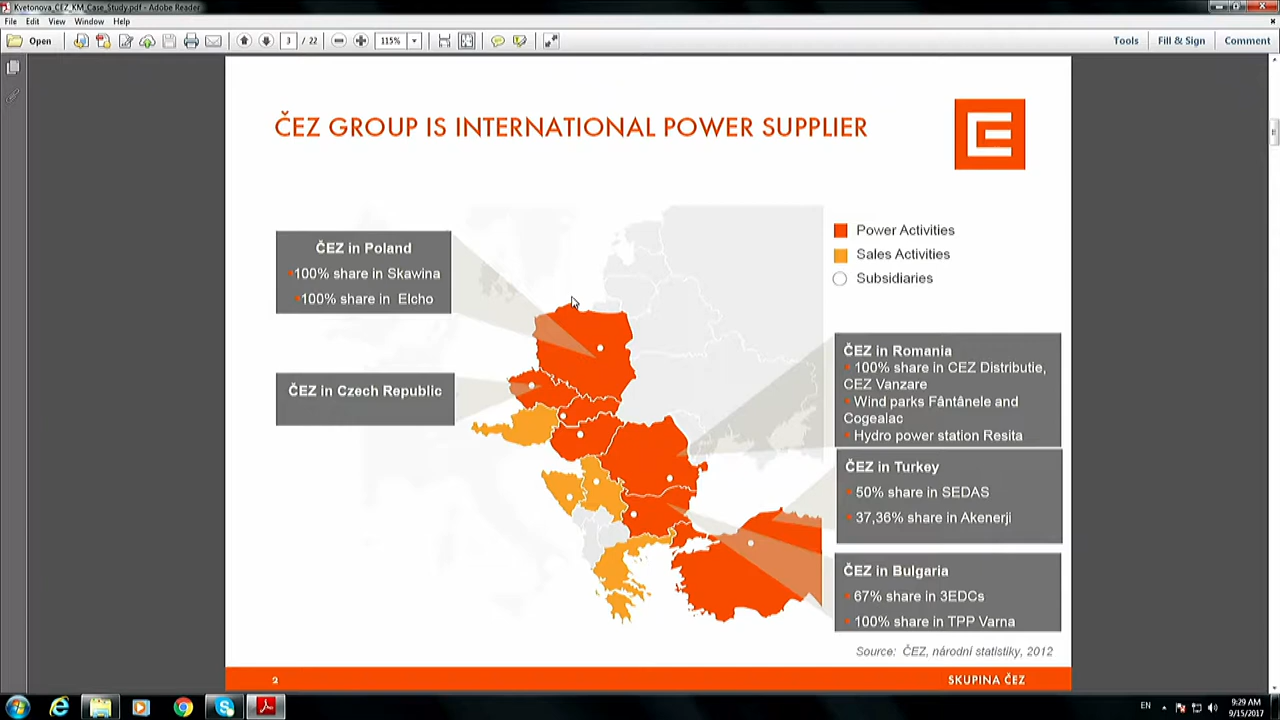 Kvetonova_CEZ_KM_Case_Study.pdf - Adobe Reader
File Edit View Window Help
Open 3 / 22 115% Tools Fill & Sign Comment
ČEZ GROUP IS INTERNATIONAL POWER SUPPLIER
ČEZ in Poland
100% share in Skawina
100% share in Elcho
ČEZ in Czech Republic
Power Activities
Sales Activities
Subsidiaries
ČEZ in Romania
100% share in CEZ Distributie,
CEZ Vanzare
Wind parks Fântânele and
Cogealac
Hydro power station Resita
ČEZ in Turkey
50% share in SEDAS
37,36% share in Akenerji
ČEZ in Bulgaria
67% share in 3EDCs
100% share in TPP Varna
Source: ČEZ, národní statistiky, 2012
2 SKUPINA ČEZ
EN
9:29 AM
9/15/2017